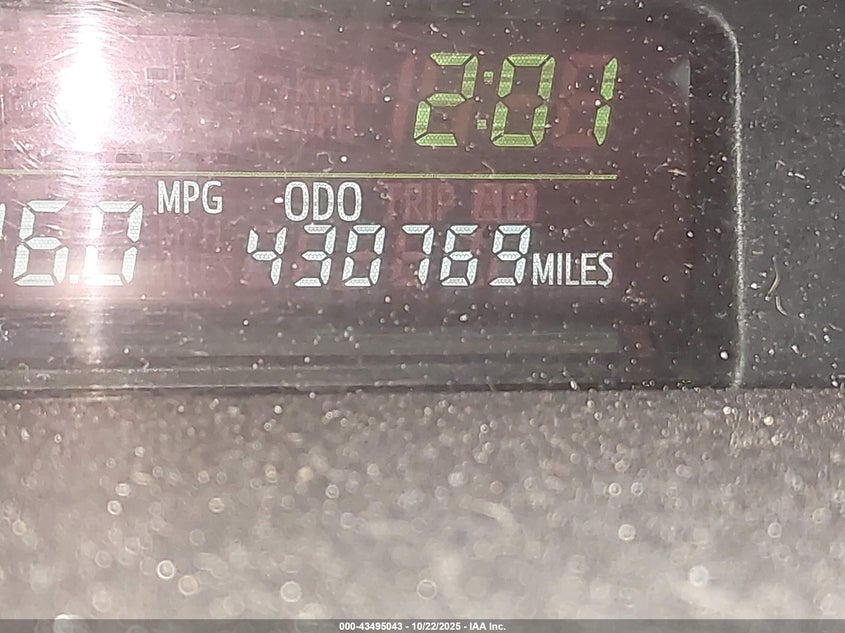 2:01
MPG ODO
6.0 430769 MILES
000-43495043 - 10/22/2025 - IAA Inc.